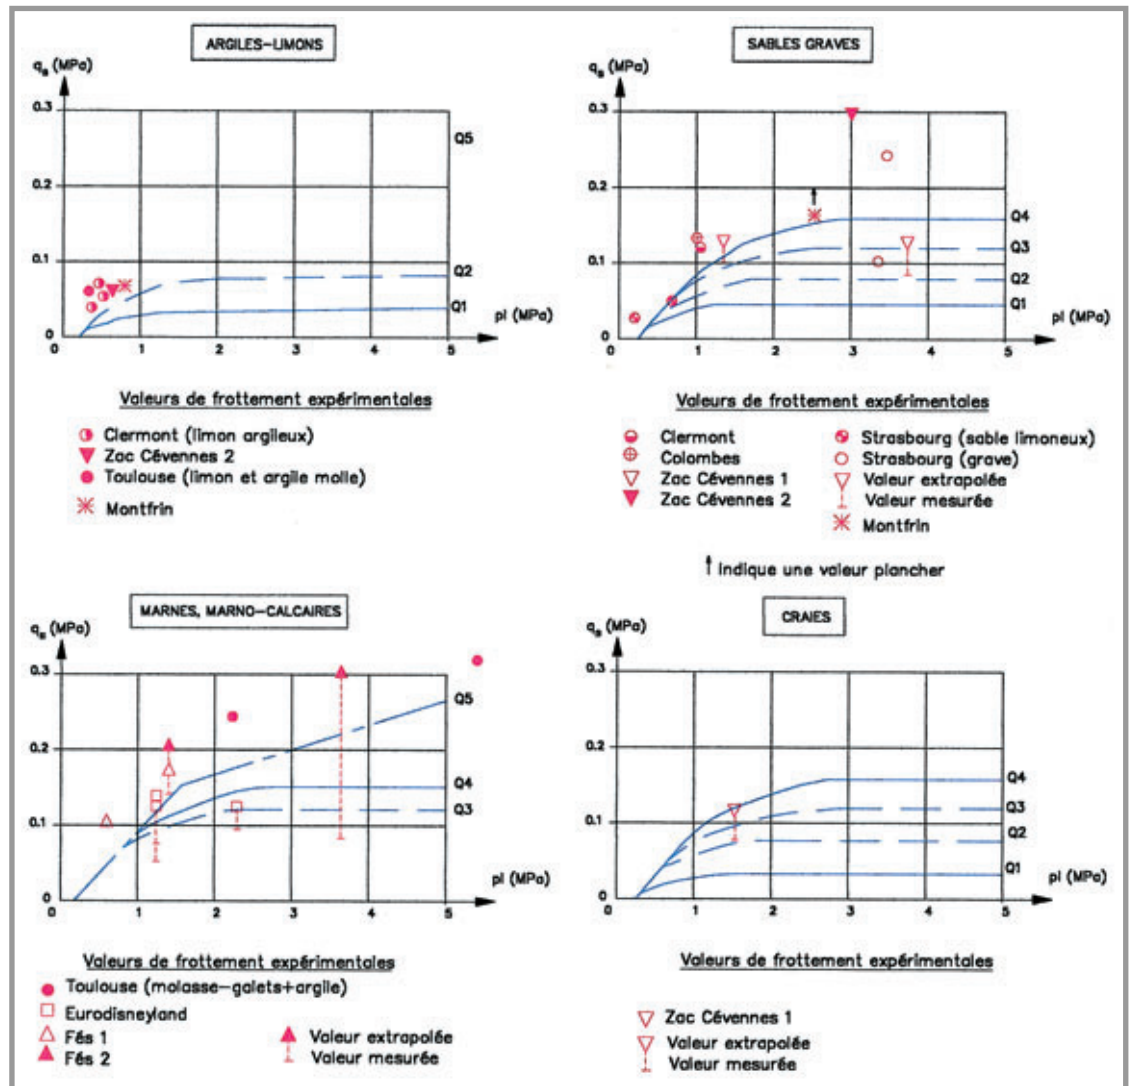 ARGILES-LIMONS
qs (MPa)
0.3
0.2
0.1
0
Q5
Q2
Q1
pl (MPa)
0 1 2 3 4 5
Valeurs de frottement expérimentales
Clermont (limon argileux)
Zac Cévennes 2
Toulouse (limon et argile molle)
Montfrin
SABLES GRAVES
qs (MPa)
0.3
0.2
0.1
0
Q4
Q3
Q2
Q1
pl (MPa)
0 1 2 3 4 5
Valeurs de frottement expérimentales
Clermont
Colombes
Zac Cévennes 1
Zac Cévennes 2
Strasbourg (sable limoneux)
Strasbourg (grave)
Valeur extrapolée
Valeur mesurée
Montfrin
Indique une valeur plancher
MARNES, MARNO-CALCAIRES
qs (MPa)
0.3
0.2
0.1
0
Q5
Q4
Q3
pl (MPa)
0 1 2 3 4 5
Valeurs de frottement expérimentales
Toulouse (molasse-galets+argile)
Eurodisneyland
Fés 1
Fés 2
Valeur extrapolée
Valeur mesurée
CRAIES
qs (MPa)
0.3
0.2
0.1
0
Q4
Q3
Q2
Q1
pl (MPa)
0 1 2 3 4 5
Valeurs de frottement expérimentales
Zac Cévennes 1
Valeur extrapolée
Valeur mesurée